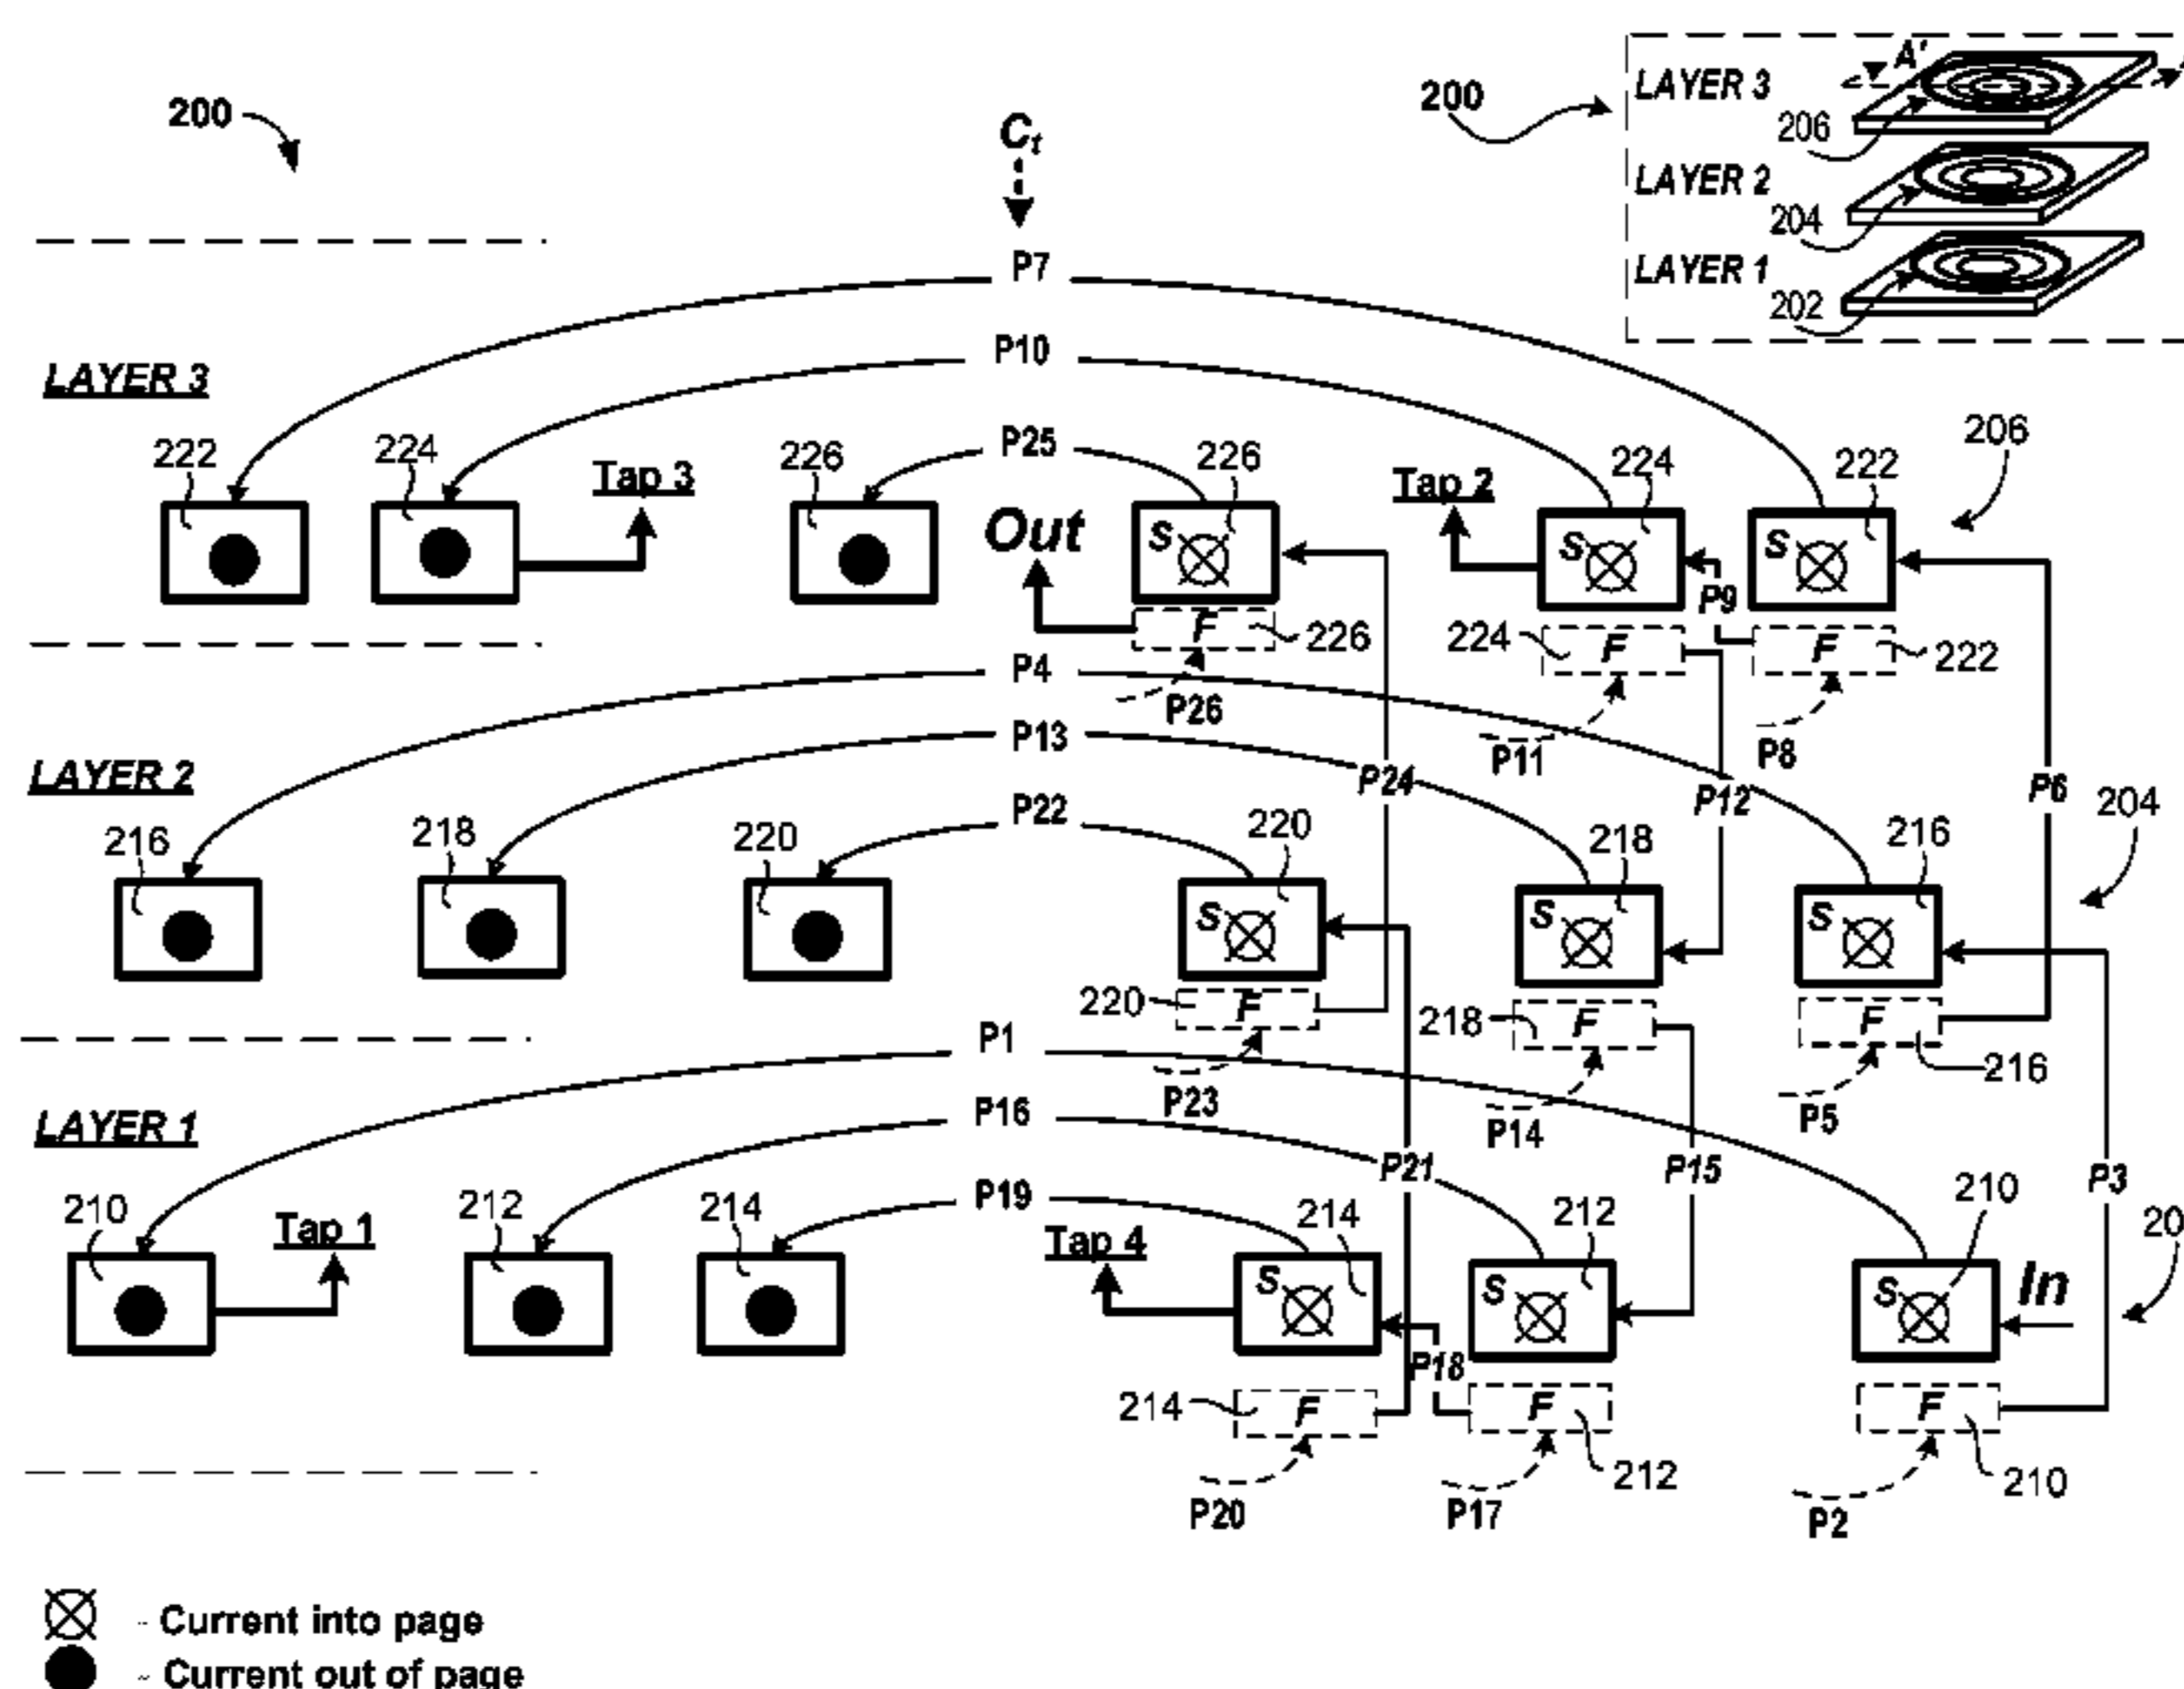 200
C_t
200
LAYER 3
A'
206
LAYER 2
204
LAYER 1
202
P7
P10
LAYER 3
P25
206
222
224
Tap 3
226
226
Tap 2
224
222
Out
S
S
S
P9
F
226
224
F
F
222
P4
P26
P11
P8
P13
LAYER 2
P24
P12
P6
204
P22
216
218
220
220
218
216
S
S
S
220
F
218
F
F
216
P1
P23
P14
P5
LAYER 1
P16
P21
P15
P3
P19
210
Tap 1
212
214
Tap 4
214
212
210
20
S
S
S
In
P18
214
F
F
212
F
210
P20
P17
P2
- Current into page
- Current out of page